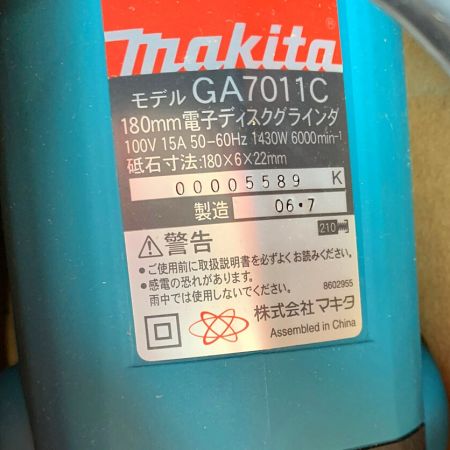 makita
モデル GA7011C
180mm電子ディスクグラインダ
100V 15A 50-60Hz 1430W 6000min⁻¹
砥石寸法:180×6×22mm
00005589 K
製造 06・7
210
警告
・ご使用前に取扱説明書を必ずよくお読みください。
・感電の恐れがあります。
雨中では使用しないでください。
8602955
株式会社マキタ
Assembled in China